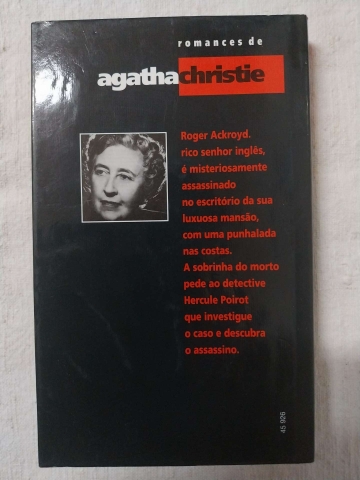 romances de
agathachristie
Roger Ackroyd.
rico senhor inglês,
é misteriosamente
assassinado
no escritório da sua
luxuosa mansão,
com uma punhalada
nas costas.
A sobrinha do morto
pede ao detective
Hercule Poirot
que investigue
o caso e descubra
o assassino.
45 926